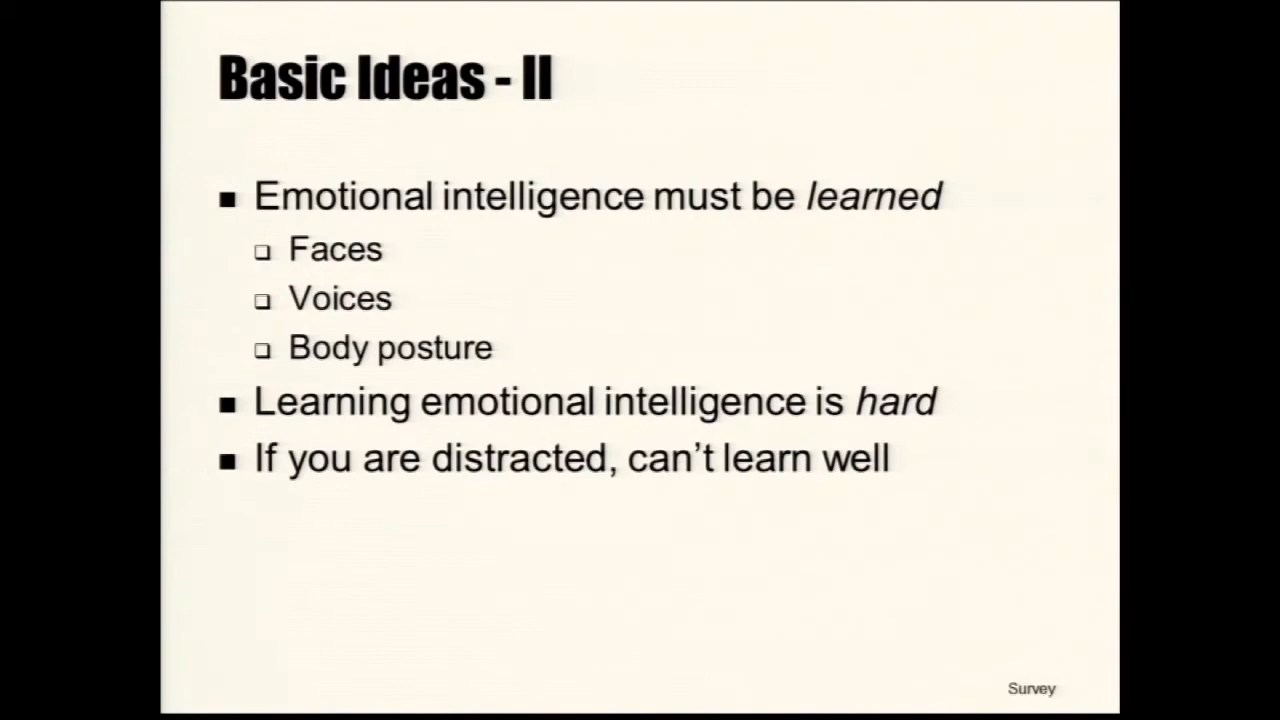 Basic Ideas - II
■ Emotional intelligence must be learned
❑ Faces
❑ Voices
❑ Body posture
■ Learning emotional intelligence is hard
■ If you are distracted, can’t learn well
Survey